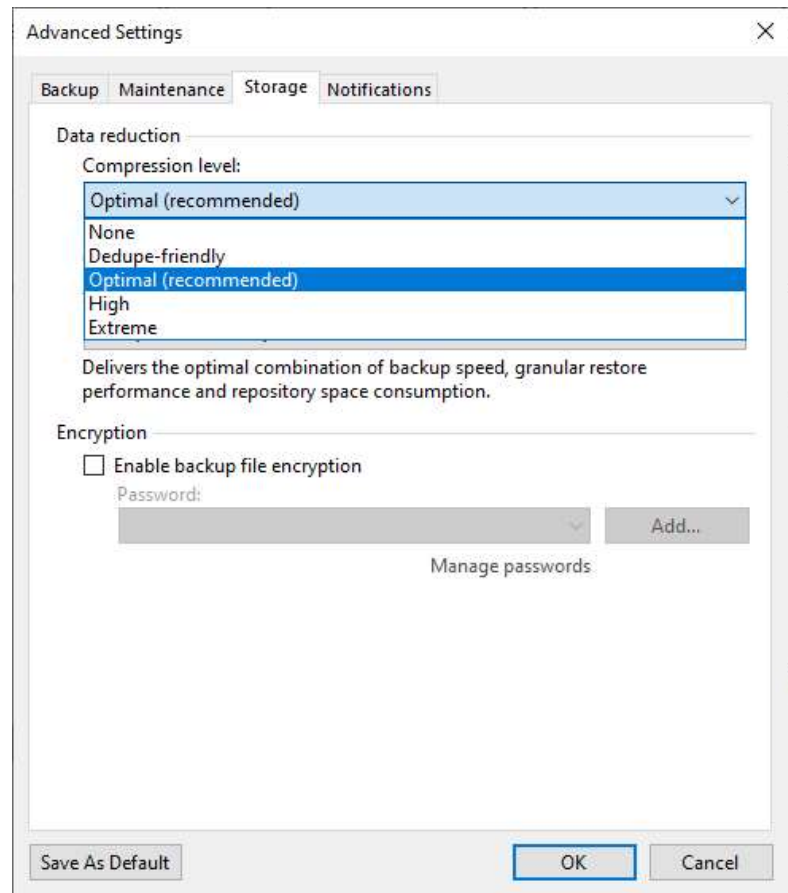 Advanced Settings
Backup Maintenance Storage Notifications
Data reduction
Compression level:
Optimal (recommended)
None
Dedupe-friendly
Optimal (recommended)
High
Extreme
Delivers the optimal combination of backup speed, granular restore
performance and repository space consumption.
Encryption
Enable backup file encryption
Password:
Add...
Manage passwords
Save As Default OK Cancel